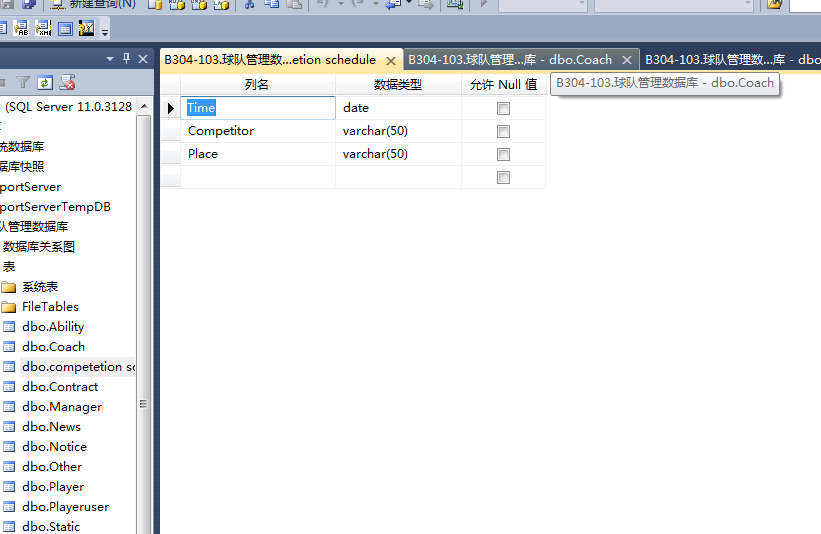 新建查询(N)
B304-103.球队管理数...etion schedule
B304-103.球队管理...库 - dbo.Coach
B304-103.球队管理数...库 - dbo
列名 数据类型 允许 Null 值
B304-103.球队管理数据库 - dbo.Coach
Time date
Competitor varchar(50)
Place varchar(50)
(SQL Server 11.0.3128
统数据库
据库快照
portServer
portServerTempDB
队管理数据库
数据库关系图
表
系统表
FileTables
dbo.Ability
dbo.Coach
dbo.competetion sc
dbo.Contract
dbo.Manager
dbo.News
dbo.Notice
dbo.Other
dbo.Player
dbo.Playeruser
dbo.Static